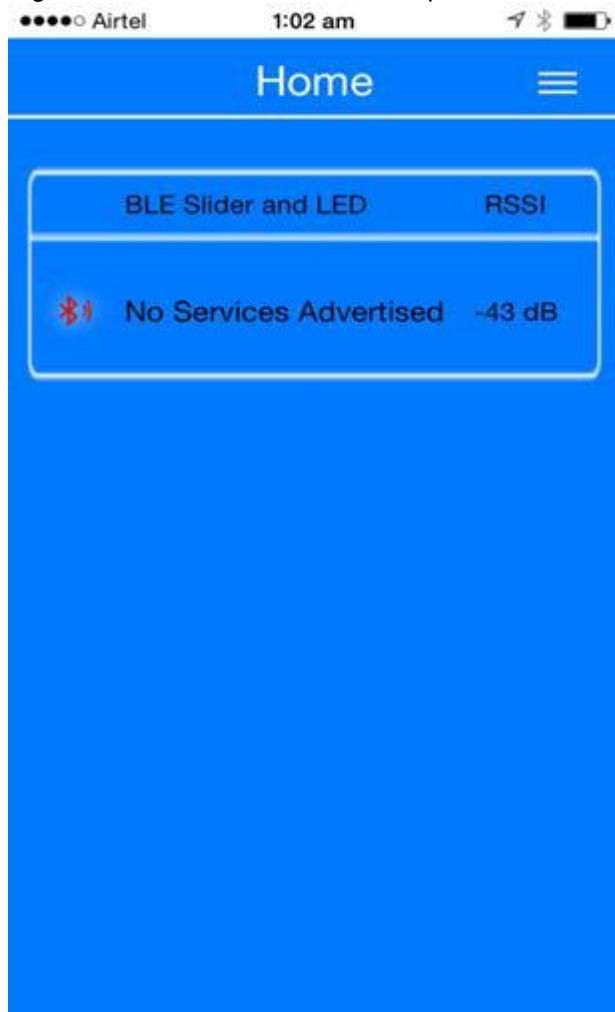 Airtel 1:02 am
Home
BLE Slider and LED RSSI
No Services Advertised -43 dB